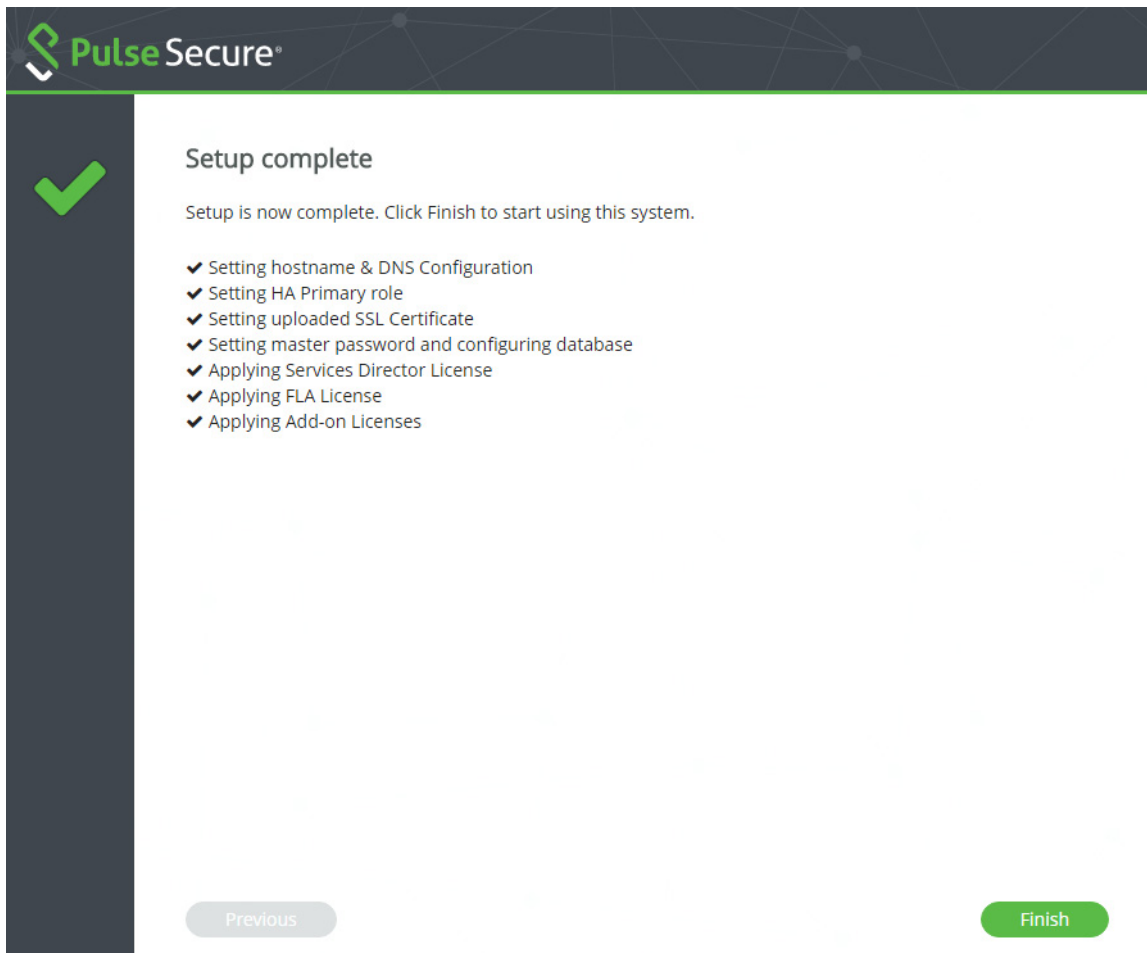 Pulse Secure®
Setup complete
Setup is now complete. Click Finish to start using this system.
✔ Setting hostname & DNS Configuration
✔ Setting HA Primary role
✔ Setting uploaded SSL Certificate
✔ Setting master password and configuring database
✔ Applying Services Director License
✔ Applying FLA License
✔ Applying Add-on Licenses
Previous
Finish